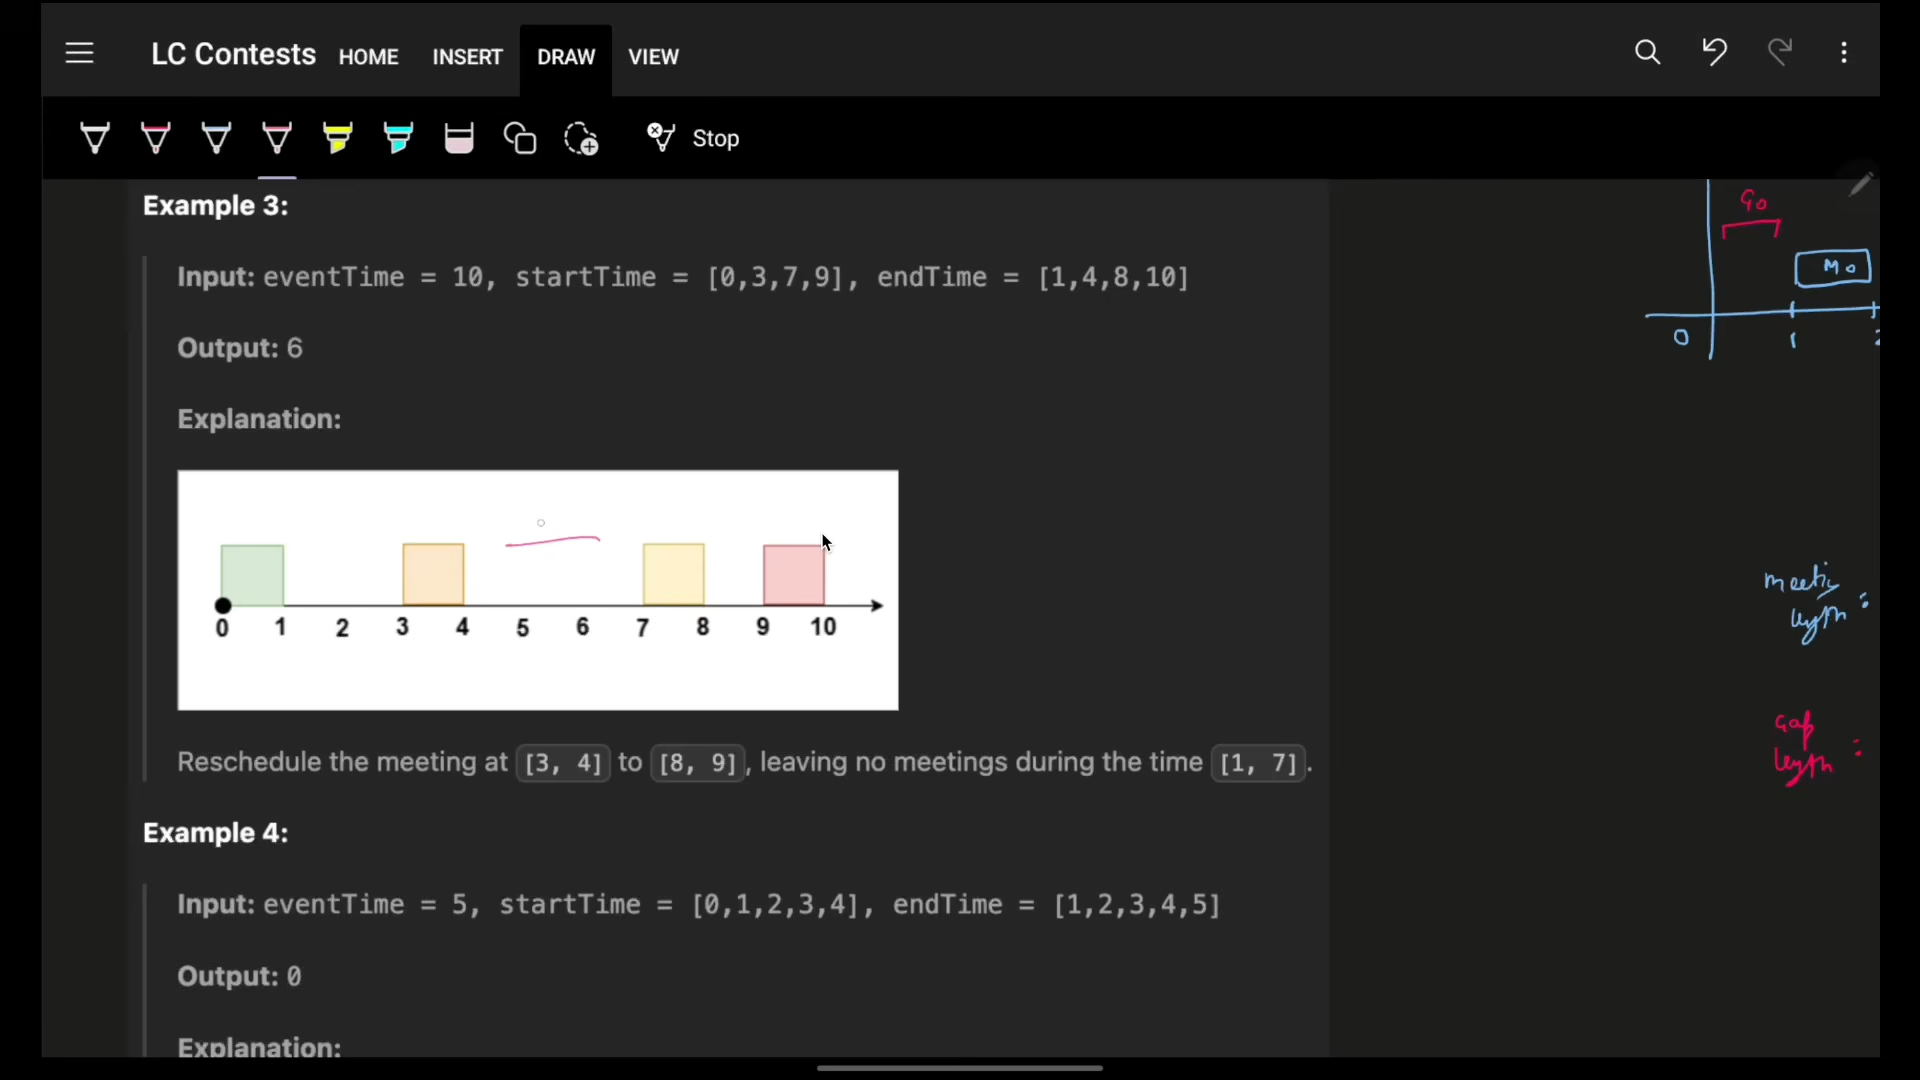 LC Contests HOME INSERT DRAW VIEW
Stop
Example 3:
Input: eventTime = 10, startTime = [0,3,7,9], endTime = [1,4,8,10]
Output: 6
Explanation:
0 1 2 3 4 5 6 7 8 9 10
Reschedule the meeting at [3, 4] to [8, 9], leaving no meetings during the time [1, 7].
Example 4:
Input: eventTime = 5, startTime = [0,1,2,3,4], endTime = [1,2,3,4,5]
Output: 0
Explanation:
G0
M0
0 1
gap
length :